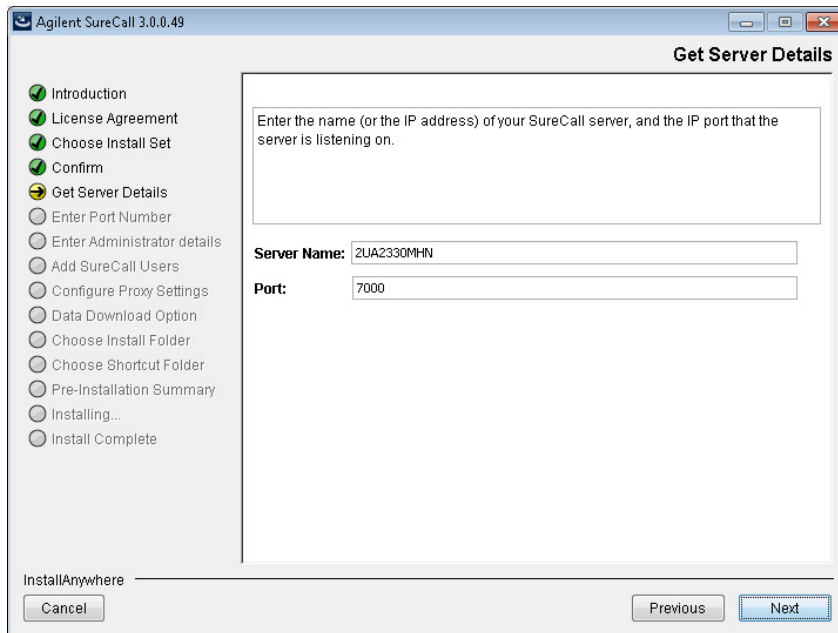 Agilent SureCall 3.0.0.49
Get Server Details
Introduction
License Agreement
Choose Install Set
Confirm
Get Server Details
Enter Port Number
Enter Administrator details
Add SureCall Users
Configure Proxy Settings
Data Download Option
Choose Install Folder
Choose Shortcut Folder
Pre-Installation Summary
Installing...
Install Complete
Enter the name (or the IP address) of your SureCall server, and the IP port that the
server is listening on.
Server Name: 2UA2330MHN
Port: 7000
InstallAnywhere
Cancel
Previous
Next